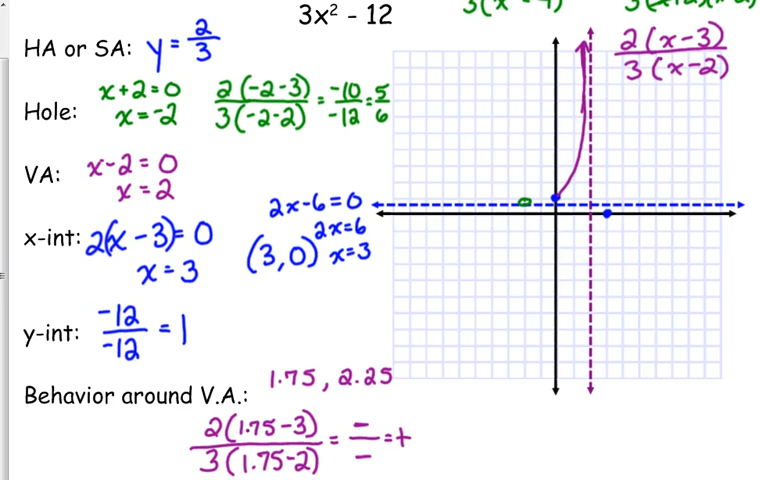 3x² - 12
HA or SA: y = 2/3
2(x-3)/3(x-2)
Hole: x+2=0
x=-2
2(-2-3)/3(-2-2) = -10/-12 = 5/6
VA: x-2=0
x=2
x-int: 2(x-3)=0
x=3
2x-6=0
2x=6
x=3
(3,0)
y-int: -12/-12 = 1
Behavior around V.A.: 1.75, 2.25
2(1.75-3)/3(1.75-2) = -/- = +